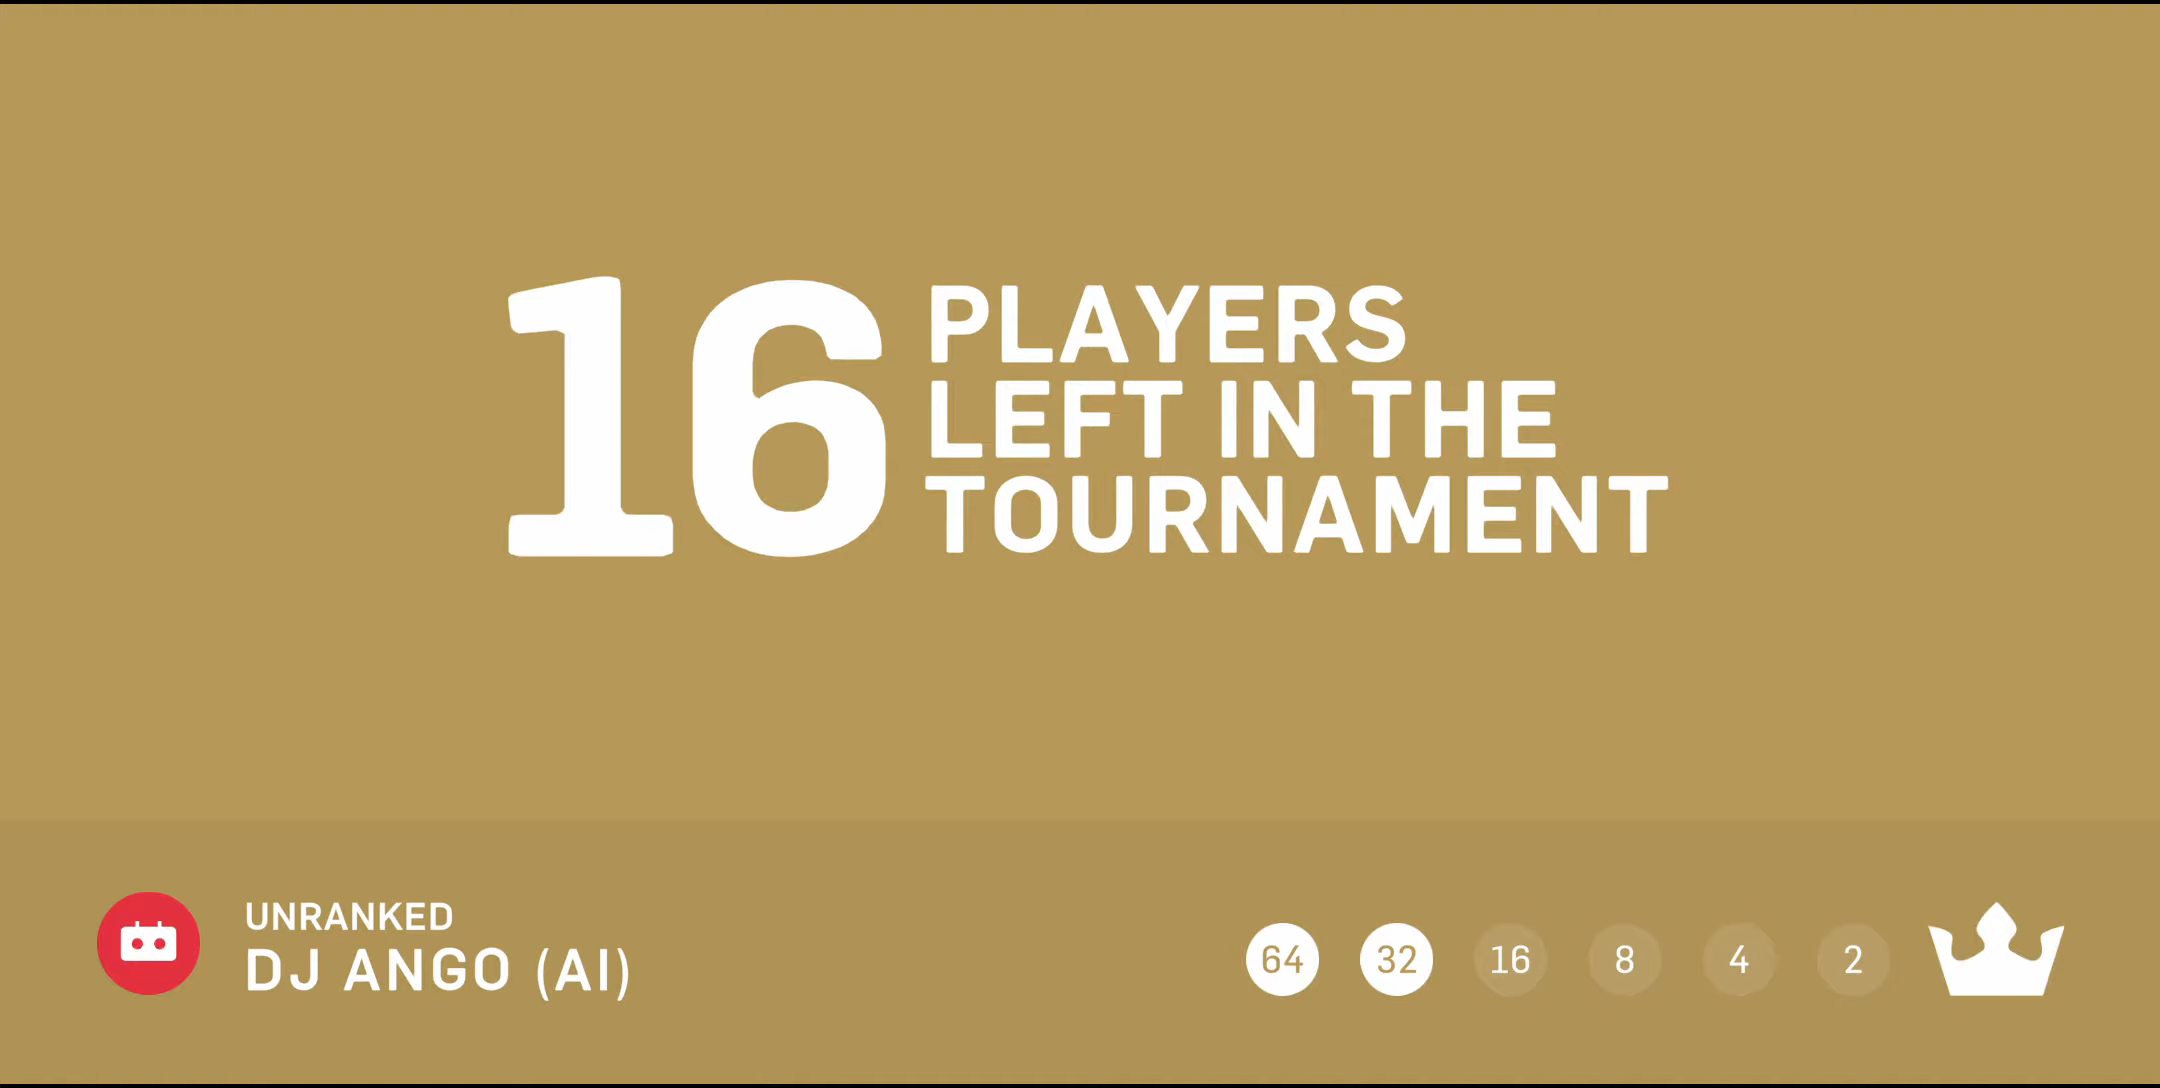 16
PLAYERS
LEFT IN THE
TOURNAMENT
UNRANKED
DJ ANGO (AI)
64 32 16 8 4 2